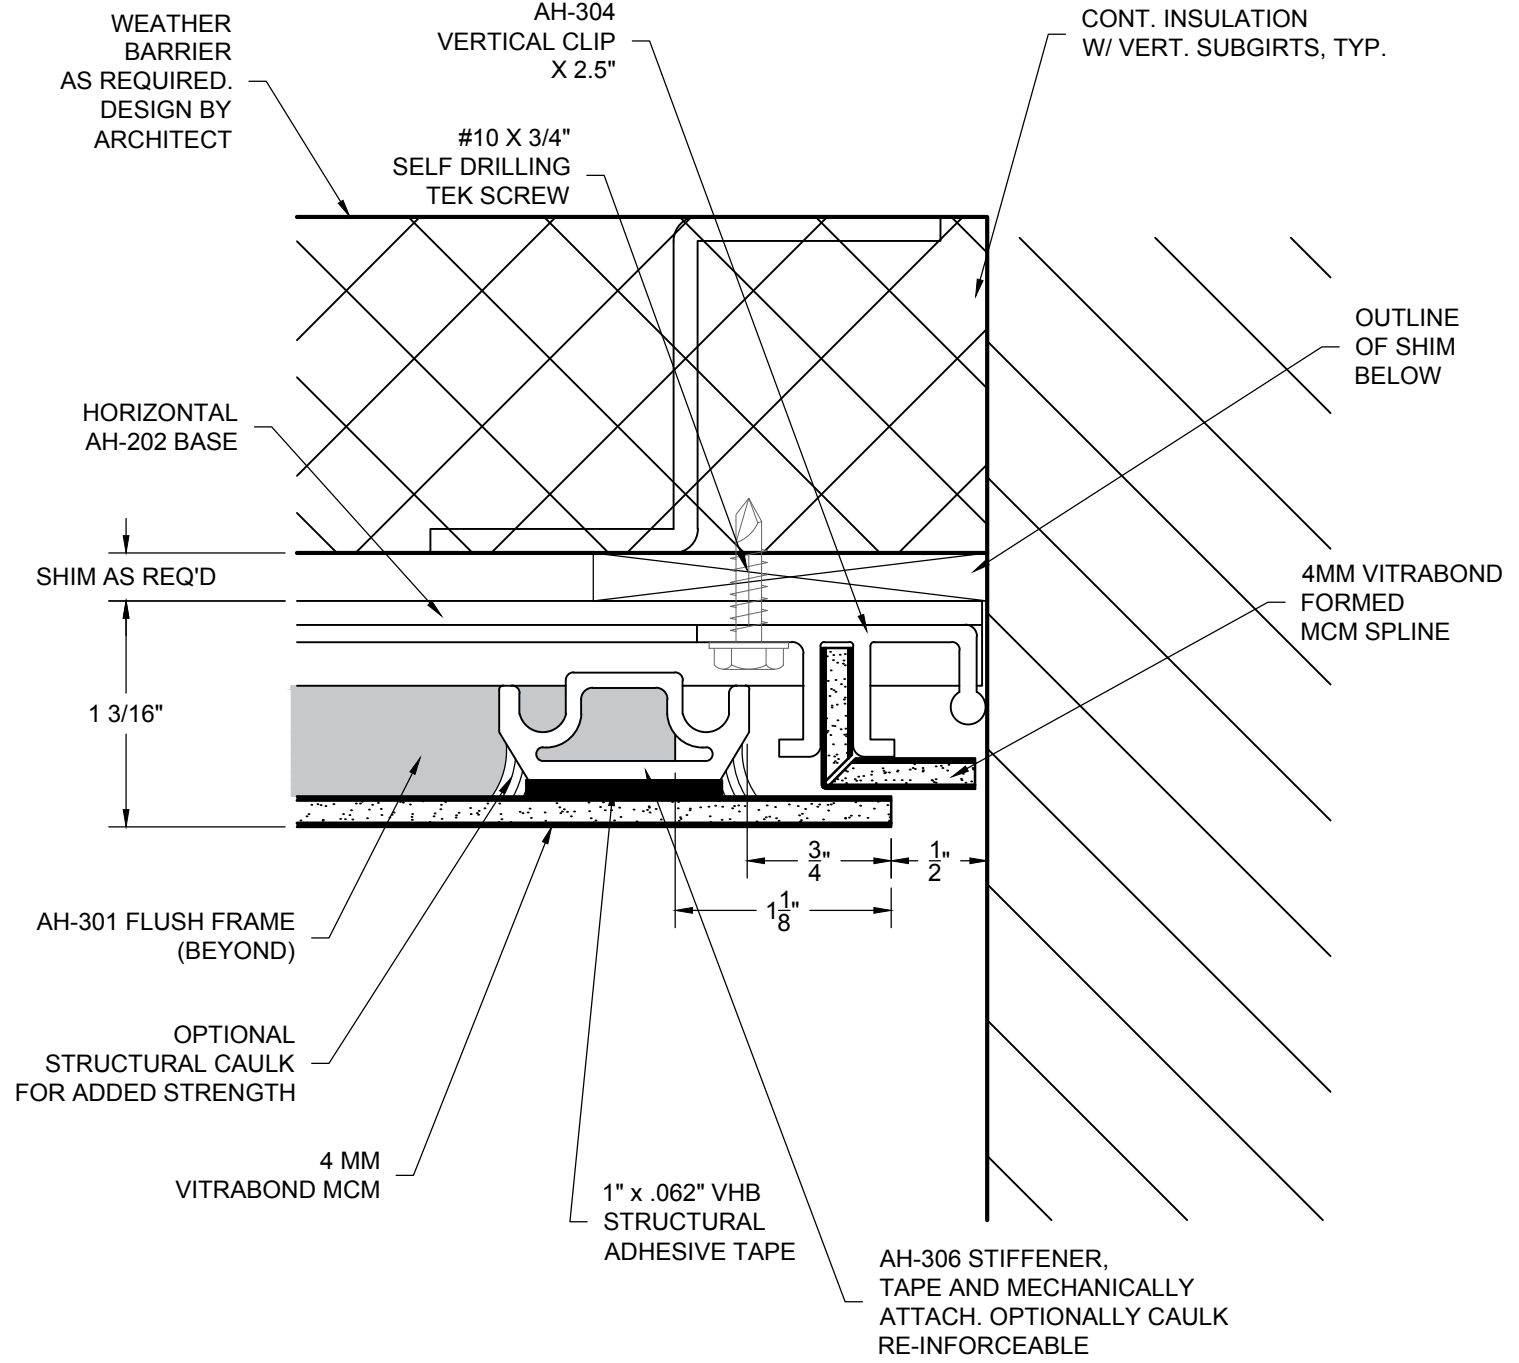 WEATHER
BARRIER
AS REQUIRED.
DESIGN BY
ARCHITECT
AH-304
VERTICAL CLIP
X 2.5"
CONT. INSULATION
W/ VERT. SUBGIRTS, TYP.
#10 X 3/4"
SELF DRILLING
TEK SCREW
OUTLINE
OF SHIM
BELOW
HORIZONTAL
AH-202 BASE
SHIM AS REQ'D
4MM VITRABOND
FORMED
MCM SPLINE
1 3/16"
3/4"
1/2"
1 1/8"
AH-301 FLUSH FRAME
(BEYOND)
OPTIONAL
STRUCTURAL CAULK
FOR ADDED STRENGTH
4 MM
VITRABOND MCM
1" x .062" VHB
STRUCTURAL
ADHESIVE TAPE
AH-306 STIFFENER,
TAPE AND MECHANICALLY
ATTACH. OPTIONALLY CAULK
RE-INFORCEABLE